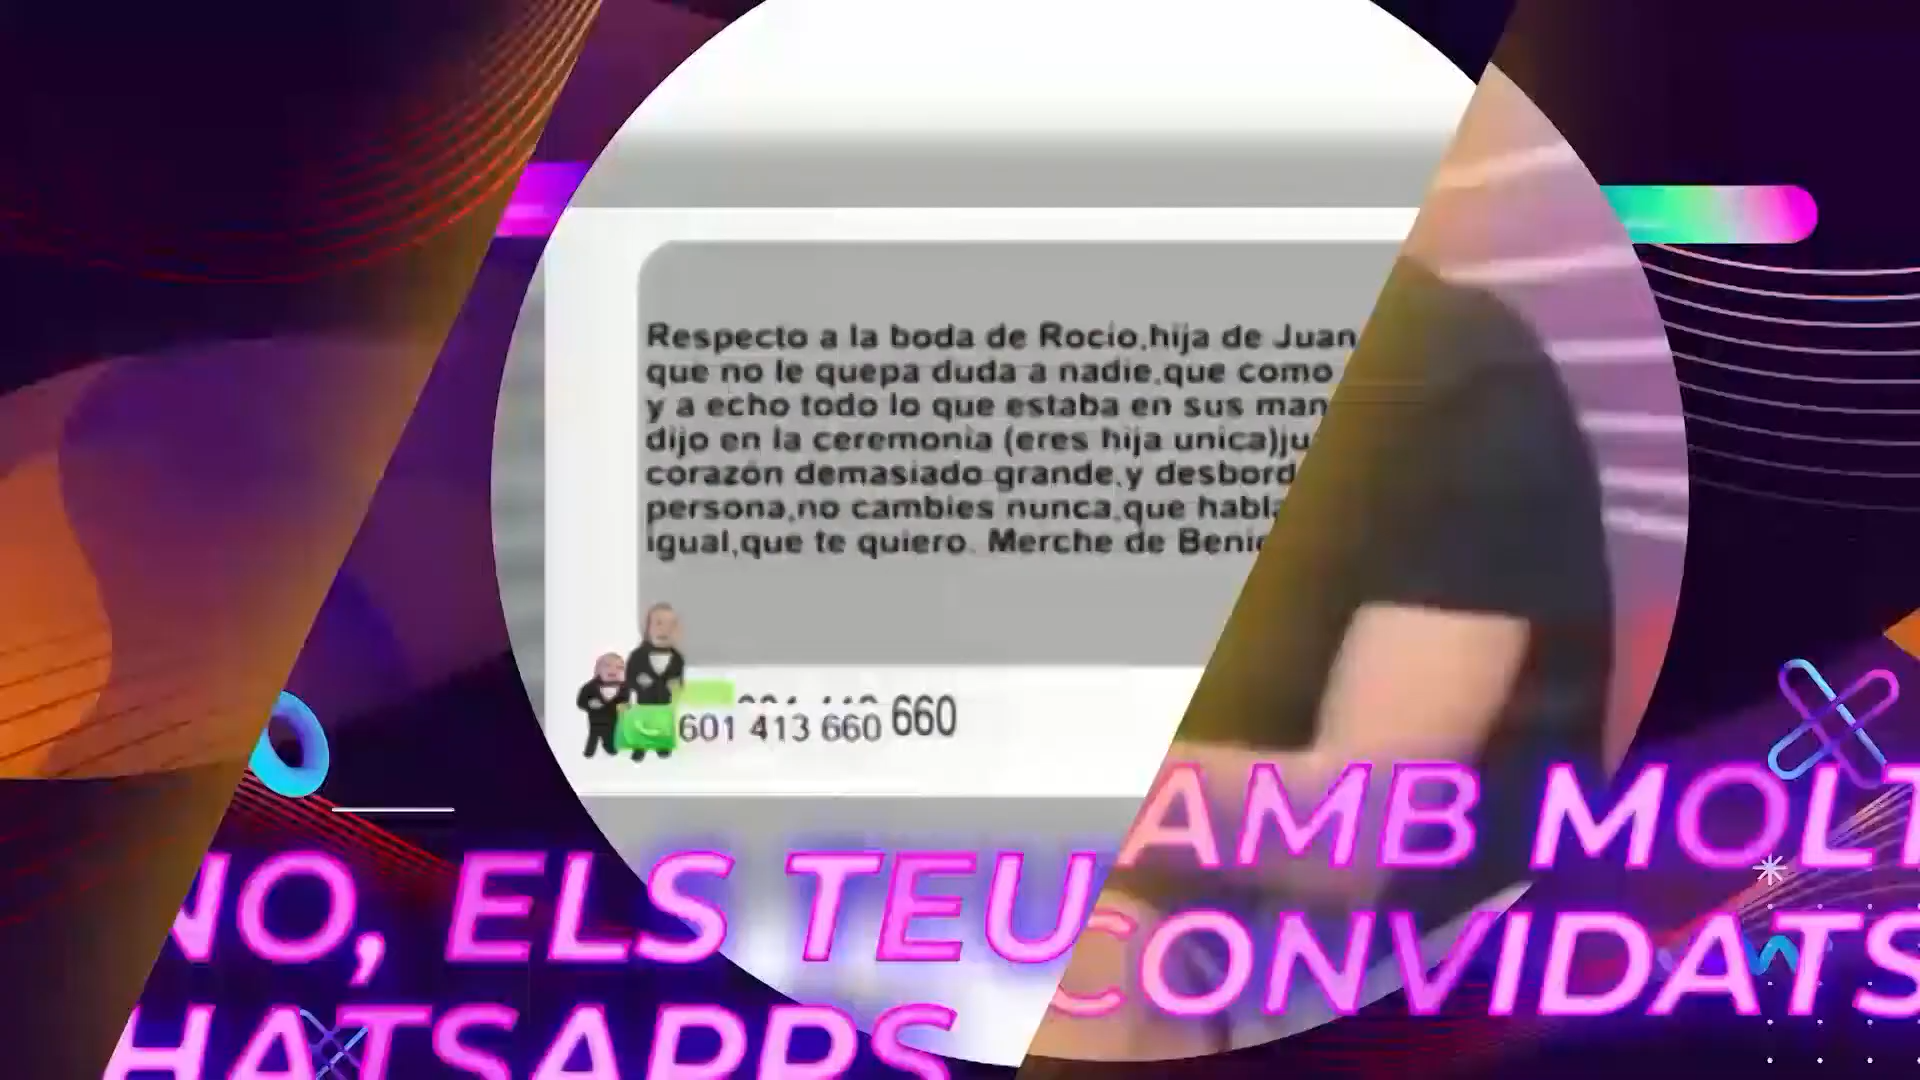 Respecto a la boda de Rocio,hija de Juan
que no le quepa duda a nadie,que como
y a echo todo lo que estaba en sus man
dijo en la ceremonia (eres hija unica)ju
corazón demasiado grande,y desbord
persona,no cambies nunca,que habla
igual,que te quiero. Merche de Beni
601 413 660 660
NO, ELS TEU
HATSAPPS
AMB MOLT
CONVIDATS